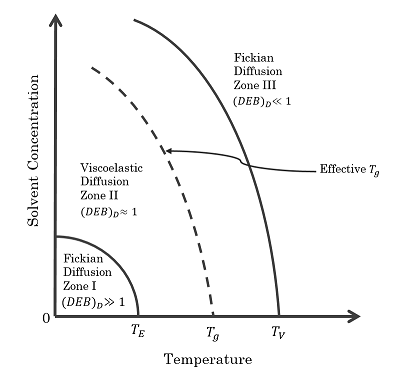 Fickian
Diffusion
Zone III
(DEB)_D ≪ 1
Effective T_g
Viscoelastic
Diffusion
Zone II
(DEB)_D ≈ 1
Fickian
Diffusion
Zone I
(DEB)_D ≫ 1
Solvent Concentration
0
T_E T_g T_V
Temperature